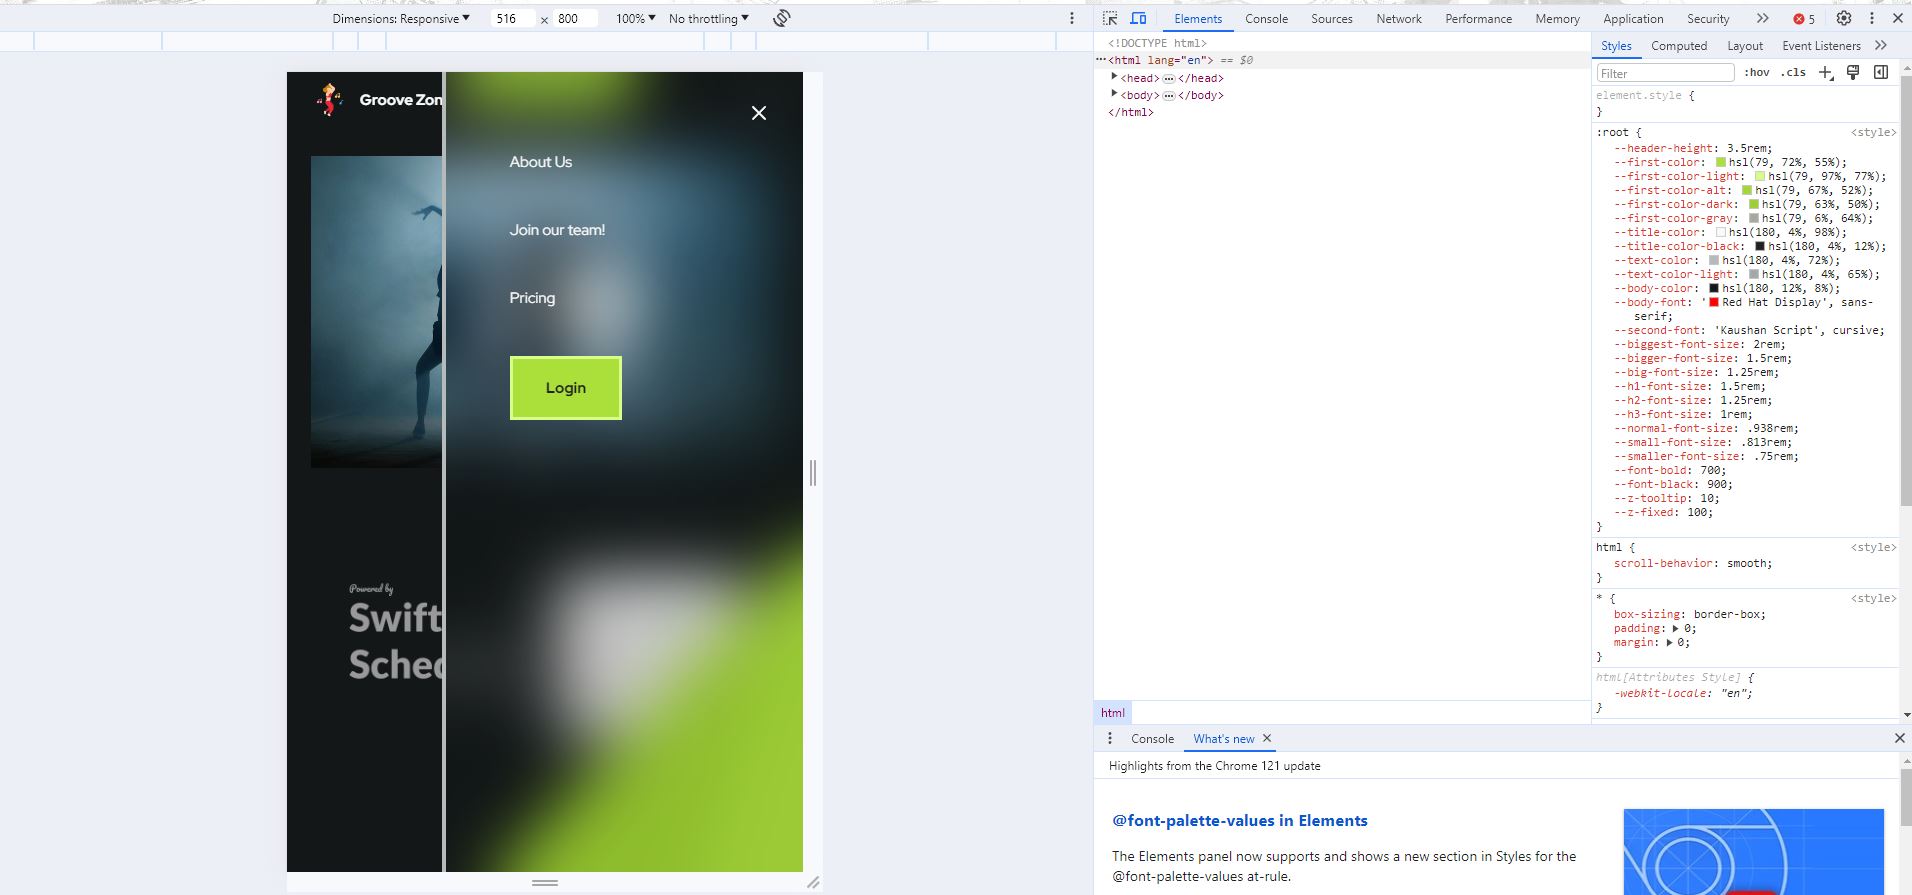 Dimensions: Responsive ▼ 516 × 800 100% ▼ No throttling ▼
Elements Console Sources Network Performance Memory Application Security 5
Groove Zon
About Us
Join our team!
Pricing
Login
Powered by
Swift
Sched
<!DOCTYPE html>
<html lang="en"> == $0
<head> </head>
<body> </body>
</html>
html
Styles Computed Layout Event Listeners
Filter :hov .cls
element.style {
}
:root { <style>
--header-height: 3.5rem;
--first-color: hsl(79, 72%, 55%);
--first-color-light: hsl(79, 97%, 77%);
--first-color-alt: hsl(79, 67%, 52%);
--first-color-dark: hsl(79, 63%, 50%);
--first-color-gray: hsl(79, 6%, 64%);
--title-color: hsl(180, 4%, 98%);
--title-color-black: hsl(180, 4%, 12%);
--text-color: hsl(180, 4%, 72%);
--text-color-light: hsl(180, 4%, 65%);
--body-color: hsl(180, 12%, 8%);
--body-font: 'Red Hat Display', sans-
serif;
--second-font: 'Kaushan Script', cursive;
--biggest-font-size: 2rem;
--bigger-font-size: 1.5rem;
--big-font-size: 1.25rem;
--h1-font-size: 1.5rem;
--h2-font-size: 1.25rem;
--h3-font-size: 1rem;
--normal-font-size: .938rem;
--small-font-size: .813rem;
--smaller-font-size: .75rem;
--font-bold: 700;
--font-black: 900;
--z-tooltip: 10;
--z-fixed: 100;
}
html { <style>
scroll-behavior: smooth;
}
* { <style>
box-sizing: border-box;
padding: 0;
margin: 0;
}
html[Attributes Style] {
-webkit-locale: "en";
}
Console What's new
Highlights from the Chrome 121 update
@font-palette-values in Elements
The Elements panel now supports and shows a new section in Styles for the
@font-palette-values at-rule.